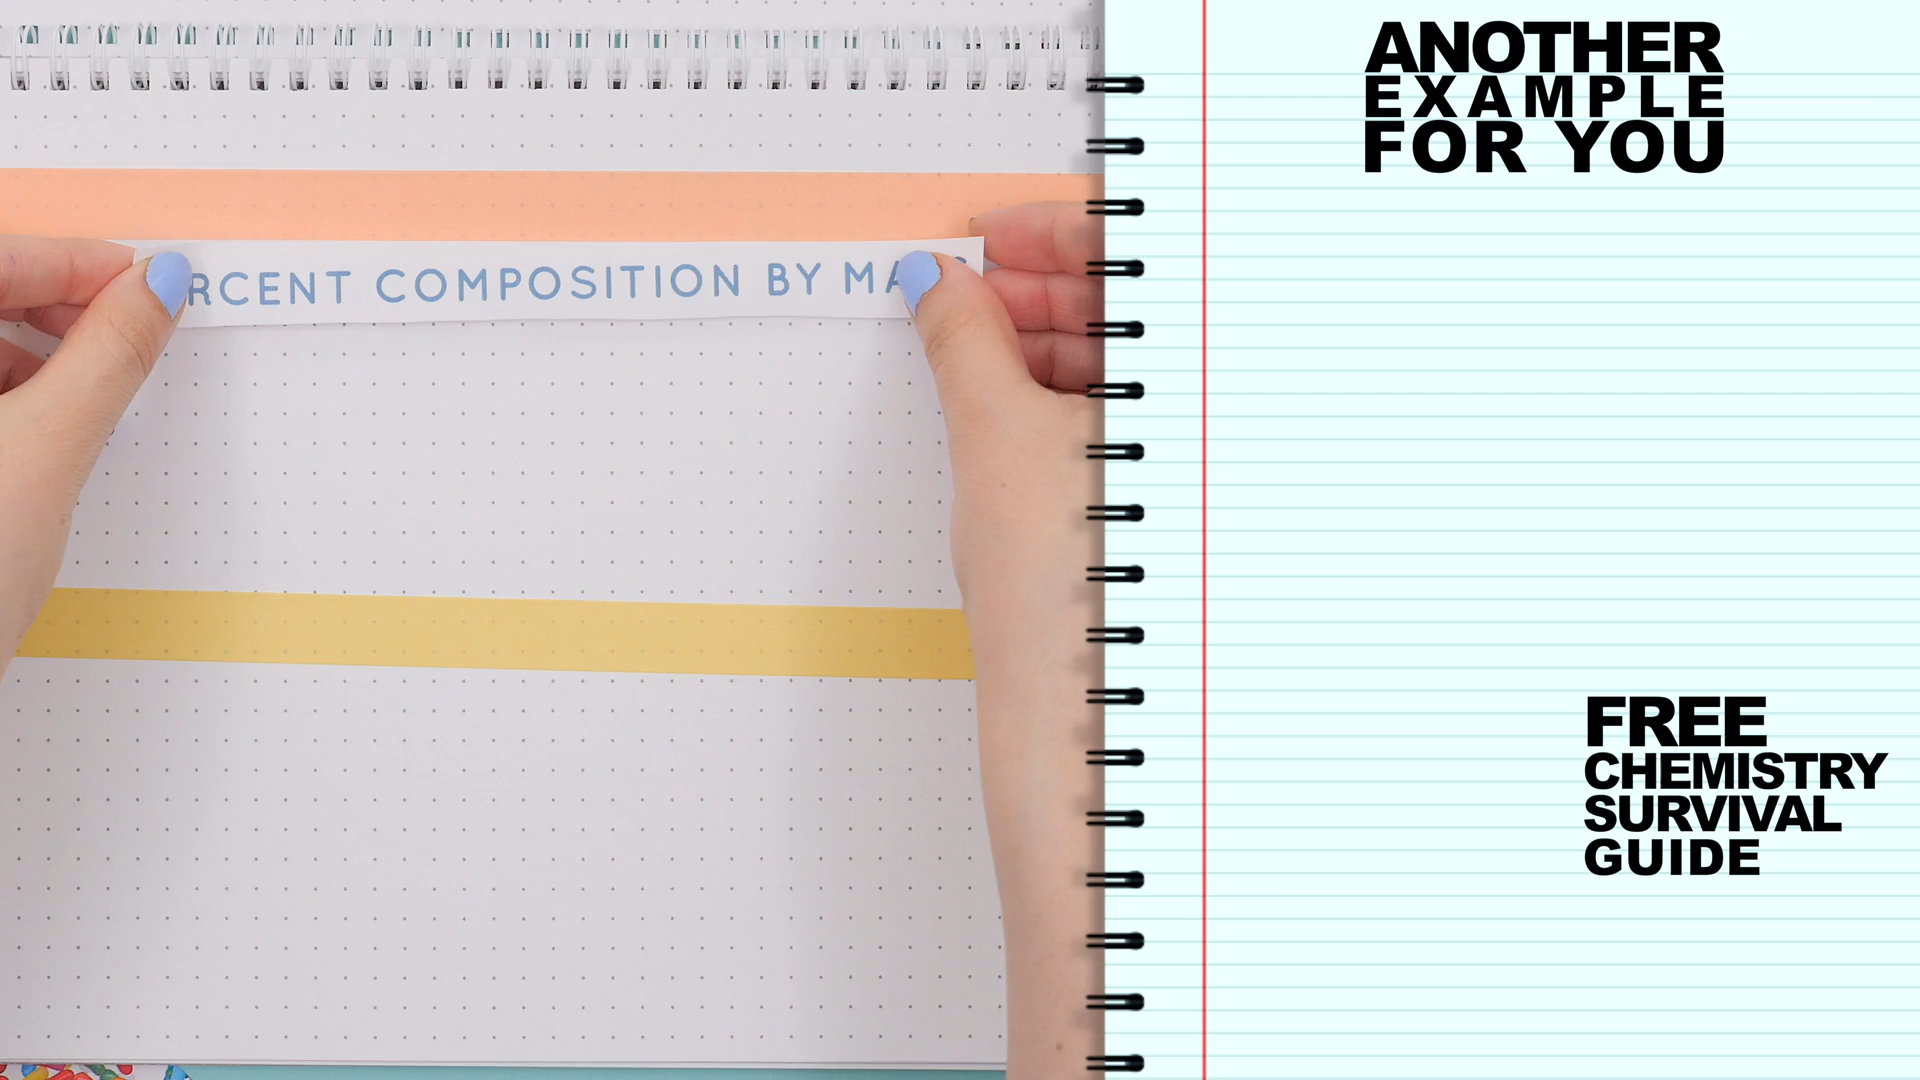 RCENT COMPOSITION BY MA
ANOTHER
EXAMPLE
FOR YOU
FREE
CHEMISTRY
SURVIVAL
GUIDE